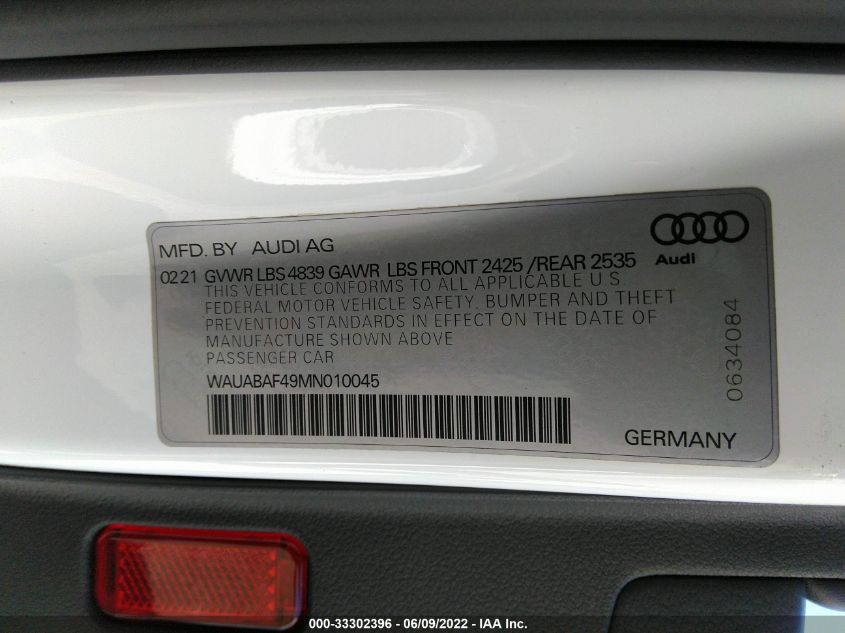 MFD. BY AUDI AG
Audi
0221 GVWR LBS 4839 GAWR LBS FRONT 2425 /REAR 2535
THIS VEHICLE CONFORMS TO ALL APPLICABLE U.S.
FEDERAL MOTOR VEHICLE SAFETY, BUMPER AND THEFT
PREVENTION STANDARDS IN EFFECT ON THE DATE OF
MANUFACTURE SHOWN ABOVE
PASSENGER CAR
WAUABAF49MN010045
0634084
GERMANY
000-33302396 - 06/09/2022 - IAA Inc.